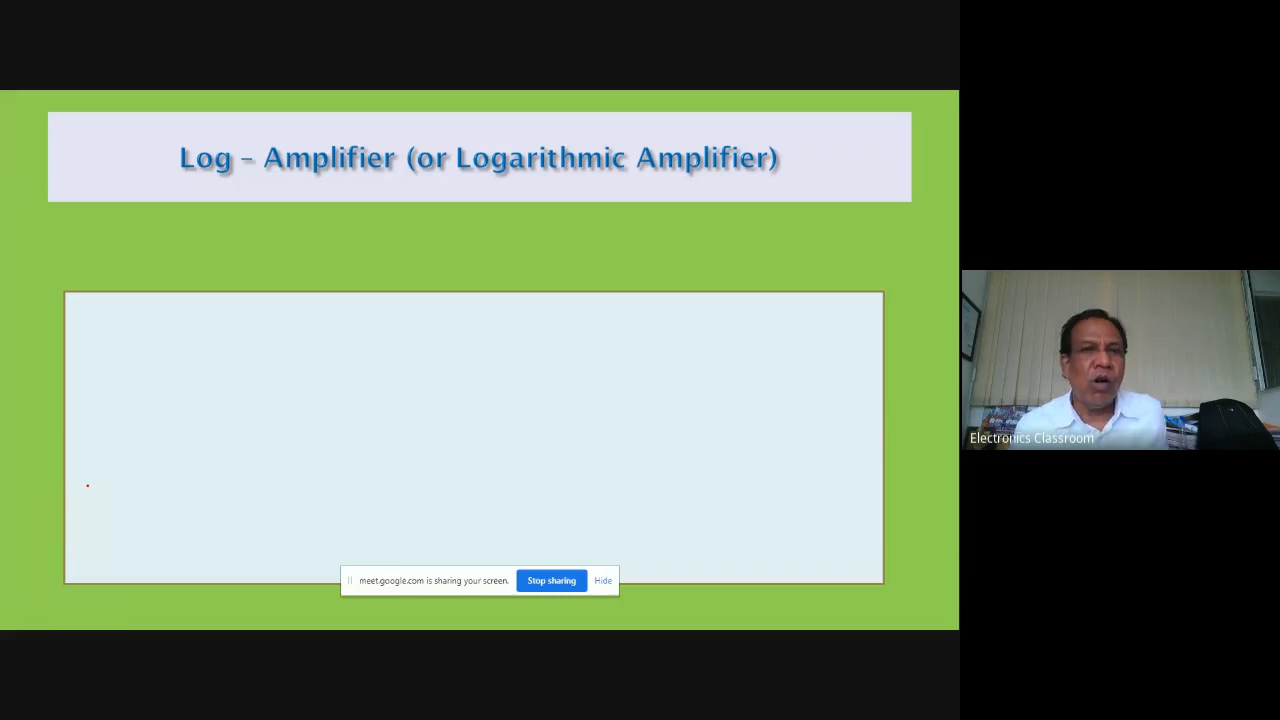 Log – Amplifier (or Logarithmic Amplifier)
meet.google.com is sharing your screen. Stop sharing Hide
Electronics Classroom